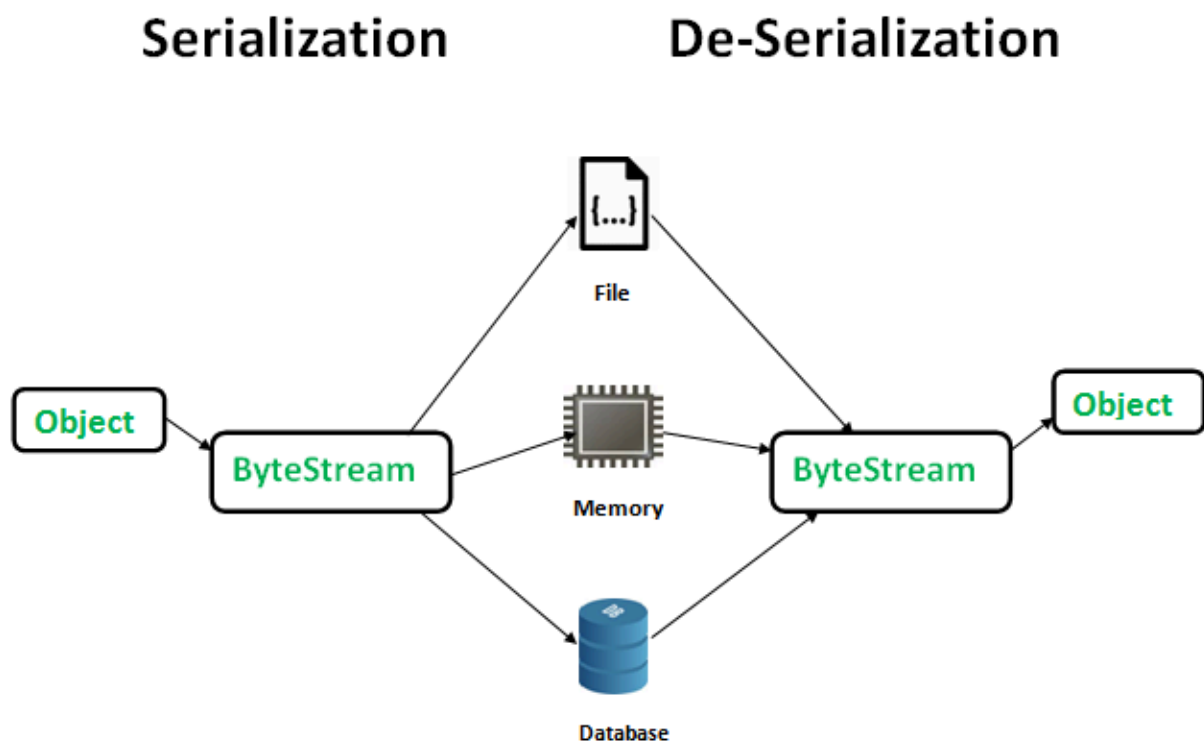 Serialization
De-Serialization
{...}
File
Object
ByteStream
Memory
ByteStream
Object
Database